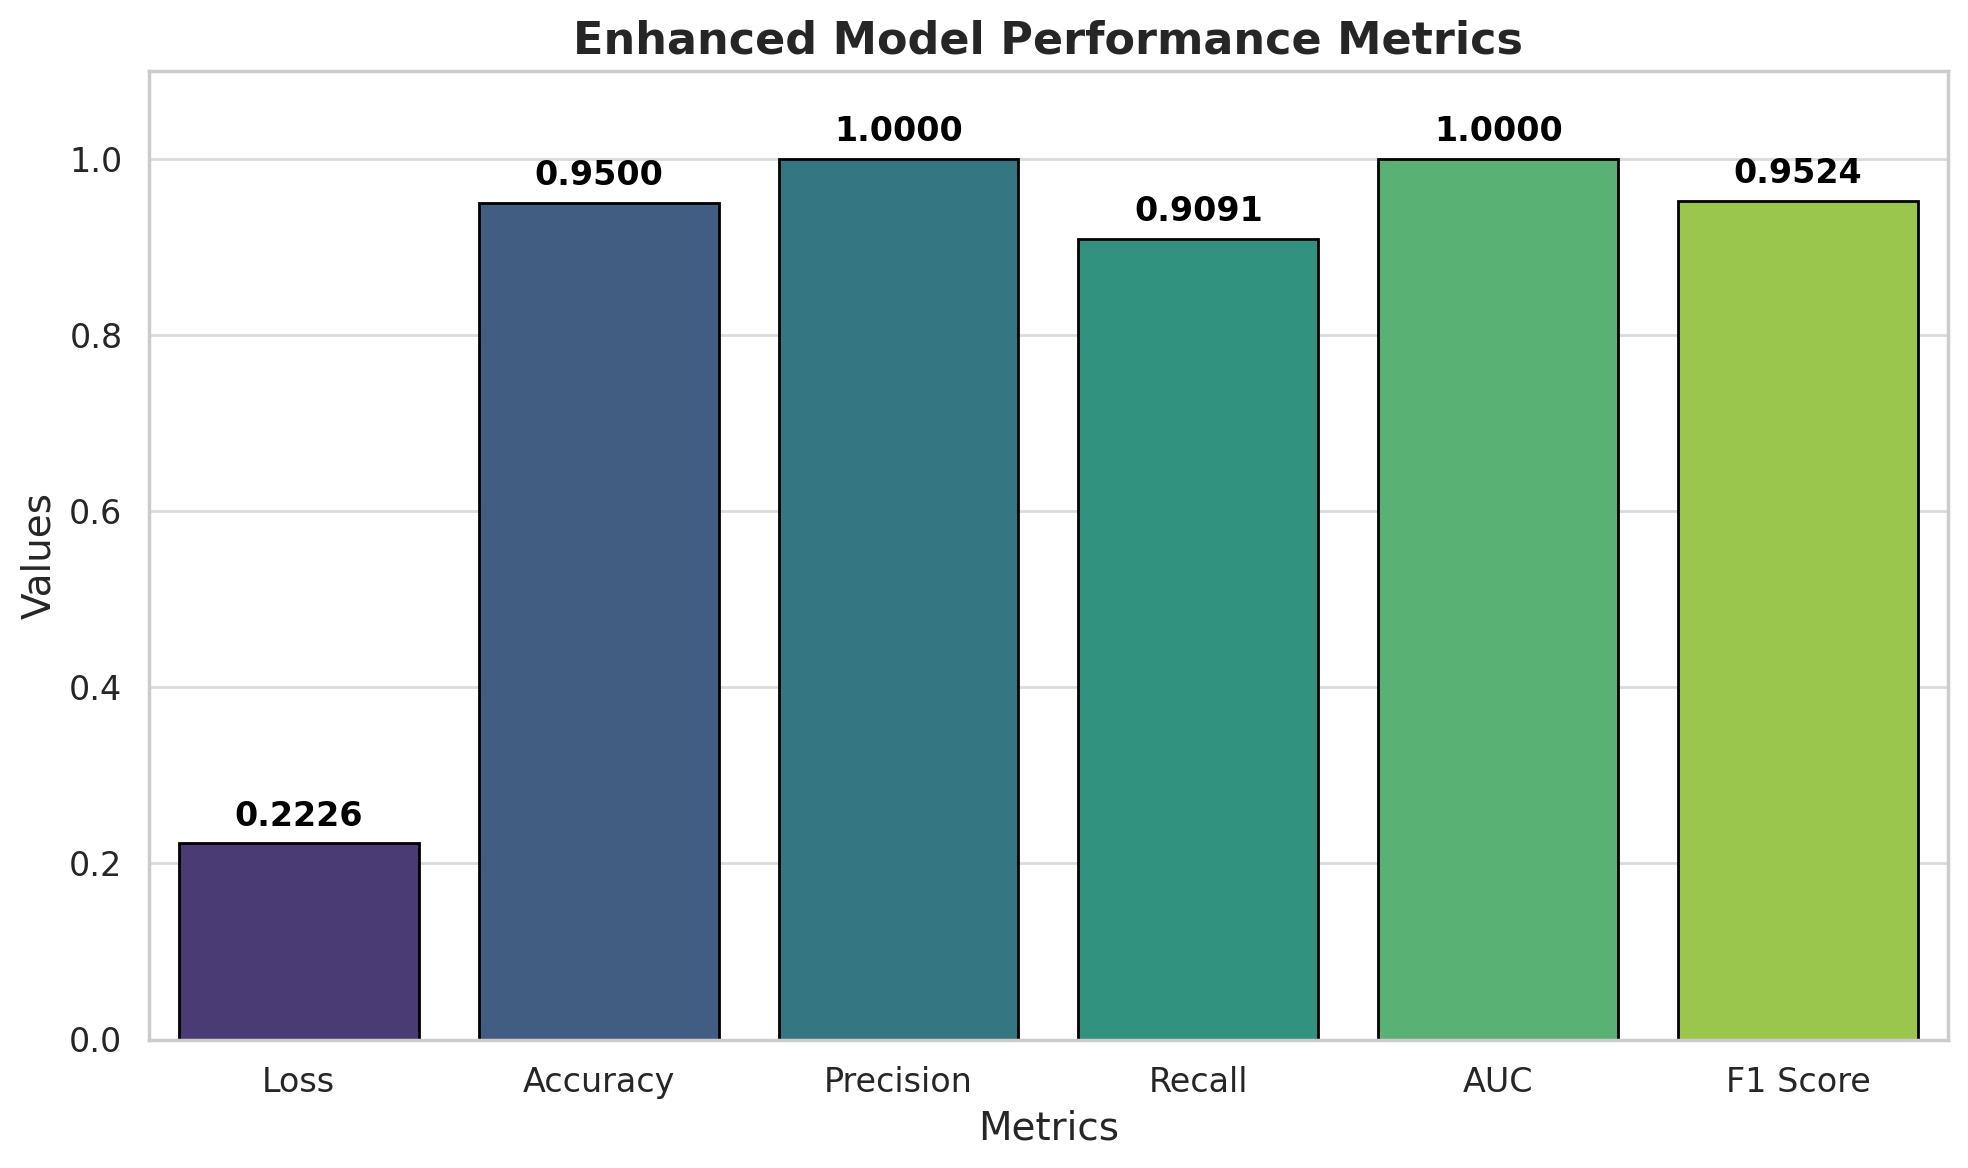 Enhanced Model Performance Metrics
1.0000
1.0000
0.9500
0.9524
0.9091
0.2226
Values
1.0
0.8
0.6
0.4
0.2
0.0
Loss
Accuracy
Precision
Recall
AUC
F1 Score
Metrics